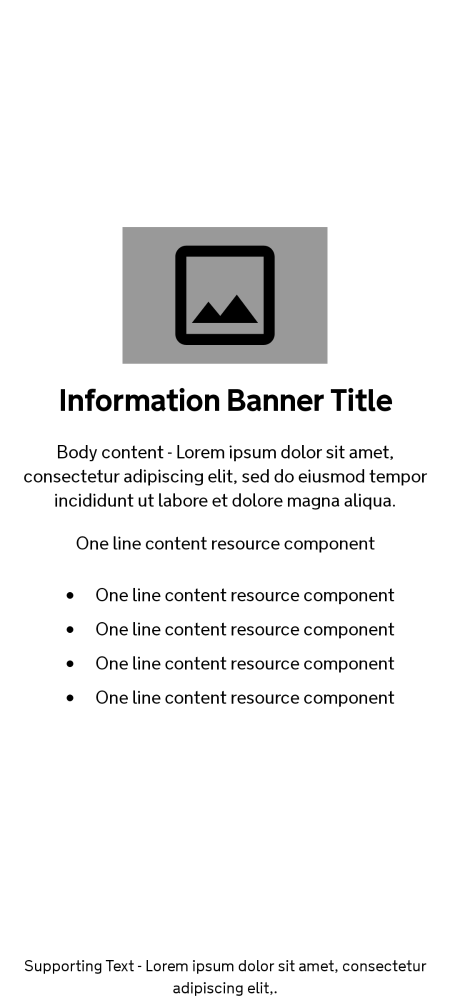 Information Banner Title
Body content - Lorem ipsum dolor sit amet,
consectetur adipiscing elit, sed do eiusmod tempor
incididunt ut labore et dolore magna aliqua.
One line content resource component
• One line content resource component
• One line content resource component
• One line content resource component
• One line content resource component
Supporting Text - Lorem ipsum dolor sit amet, consectetur
adipiscing elit,.